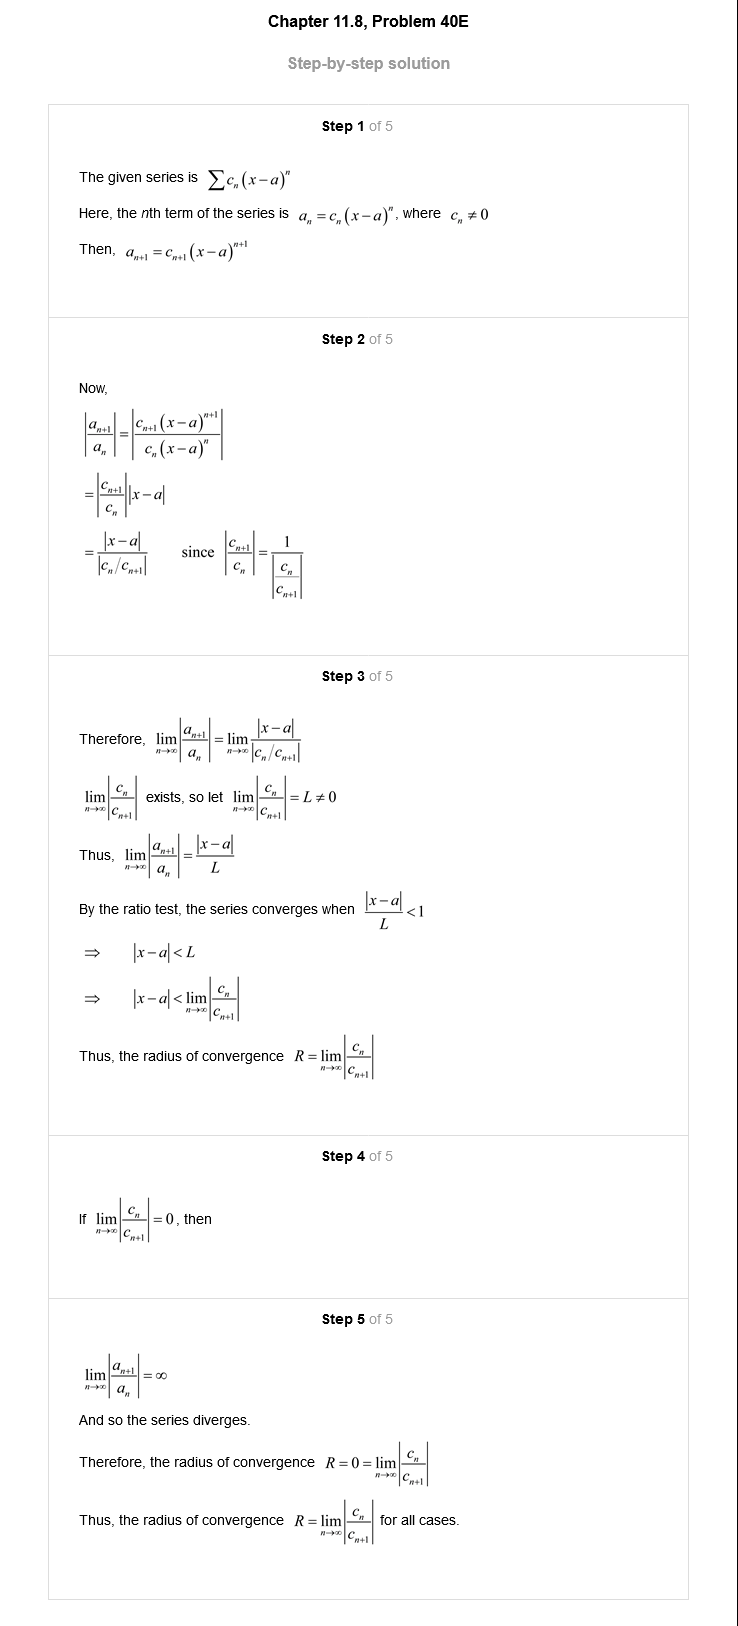 Chapter 11.8, Problem 40E
Step-by-step solution
Step 1 of 5
The given series is $\sum c_n (x-a)^n$
Here, the nth term of the series is $a_n = c_n (x-a)^n$, where $c_n \neq 0$
Then, $a_{n+1} = c_{n+1} (x-a)^{n+1}$
Step 2 of 5
Now,
$\left|\frac{a_{n+1}}{a_n}\right| = \left|\frac{c_{n+1}(x-a)^{n+1}}{c_n(x-a)^n}\right|$
$= \left|\frac{c_{n+1}}{c_n}\right| |x-a|$
$= \frac{|x-a|}{|c_n/c_{n+1}|}$ since $\left|\frac{c_{n+1}}{c_n}\right| = \frac{1}{\left|\frac{c_n}{c_{n+1}}\right|}$
Step 3 of 5
Therefore, $\lim_{n\to\infty} \left|\frac{a_{n+1}}{a_n}\right| = \lim_{n\to\infty} \frac{|x-a|}{|c_n/c_{n+1}|}$
$\lim_{n\to\infty} \left|\frac{c_n}{c_{n+1}}\right|$ exists, so let $\lim_{n\to\infty} \left|\frac{c_n}{c_{n+1}}\right| = L \neq 0$
Thus, $\lim_{n\to\infty} \left|\frac{a_{n+1}}{a_n}\right| = \frac{|x-a|}{L}$
By the ratio test, the series converges when $\frac{|x-a|}{L} < 1$
$\Rightarrow |x-a| < L$
$\Rightarrow |x-a| < \lim_{n\to\infty} \left|\frac{c_n}{c_{n+1}}\right|$
Thus, the radius of convergence $R = \lim_{n\to\infty} \left|\frac{c_n}{c_{n+1}}\right|$
Step 4 of 5
If $\lim_{n\to\infty} \left|\frac{c_n}{c_{n+1}}\right| = 0$, then
Step 5 of 5
$\lim_{n\to\infty} \left|\frac{a_{n+1}}{a_n}\right| = \infty$
And so the series diverges.
Therefore, the radius of convergence $R = 0 = \lim_{n\to\infty} \left|\frac{c_n}{c_{n+1}}\right|$
Thus, the radius of convergence $R = \lim_{n\to\infty} \left|\frac{c_n}{c_{n+1}}\right|$ for all cases.